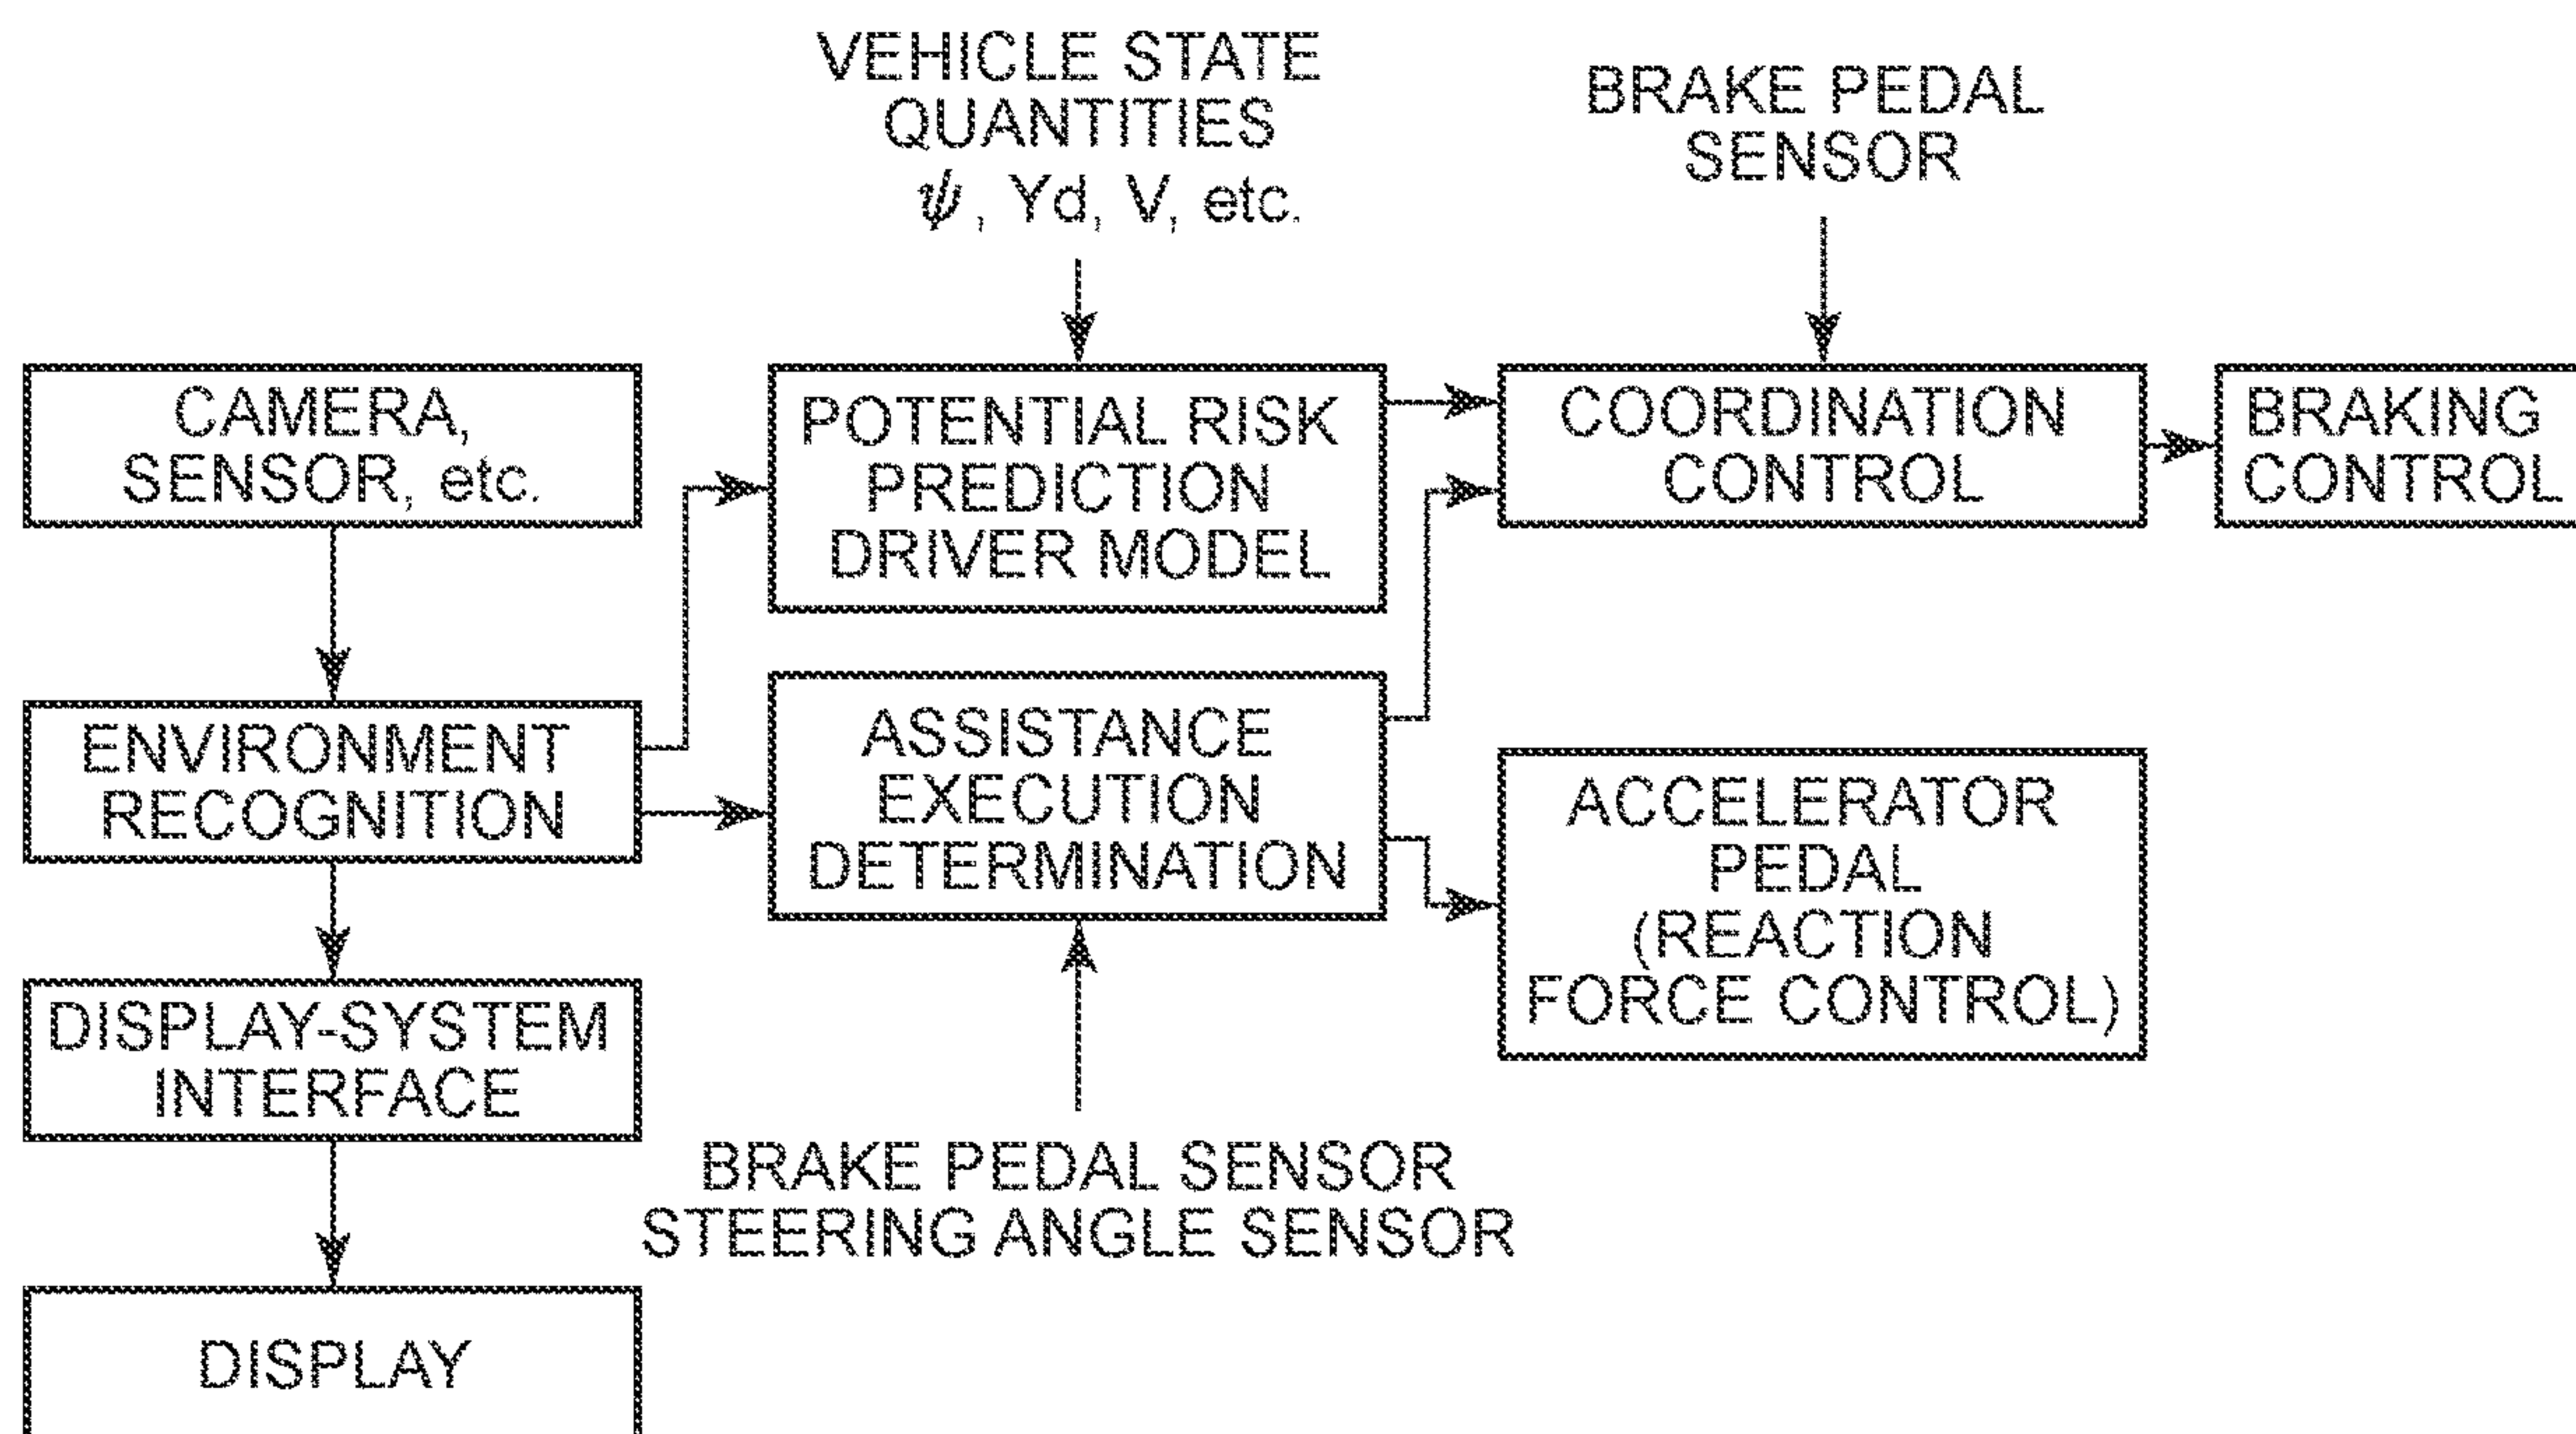 VEHICLE STATE
QUANTITIES
ψ, Yd, V, etc.
BRAKE PEDAL
SENSOR
CAMERA,
SENSOR, etc.
POTENTIAL RISK
PREDICTION
DRIVER MODEL
COORDINATION
CONTROL
BRAKING
CONTROL
ENVIRONMENT
RECOGNITION
ASSISTANCE
EXECUTION
DETERMINATION
ACCELERATOR
PEDAL
(REACTION
FORCE CONTROL)
DISPLAY-SYSTEM
INTERFACE
BRAKE PEDAL SENSOR
STEERING ANGLE SENSOR
DISPLAY